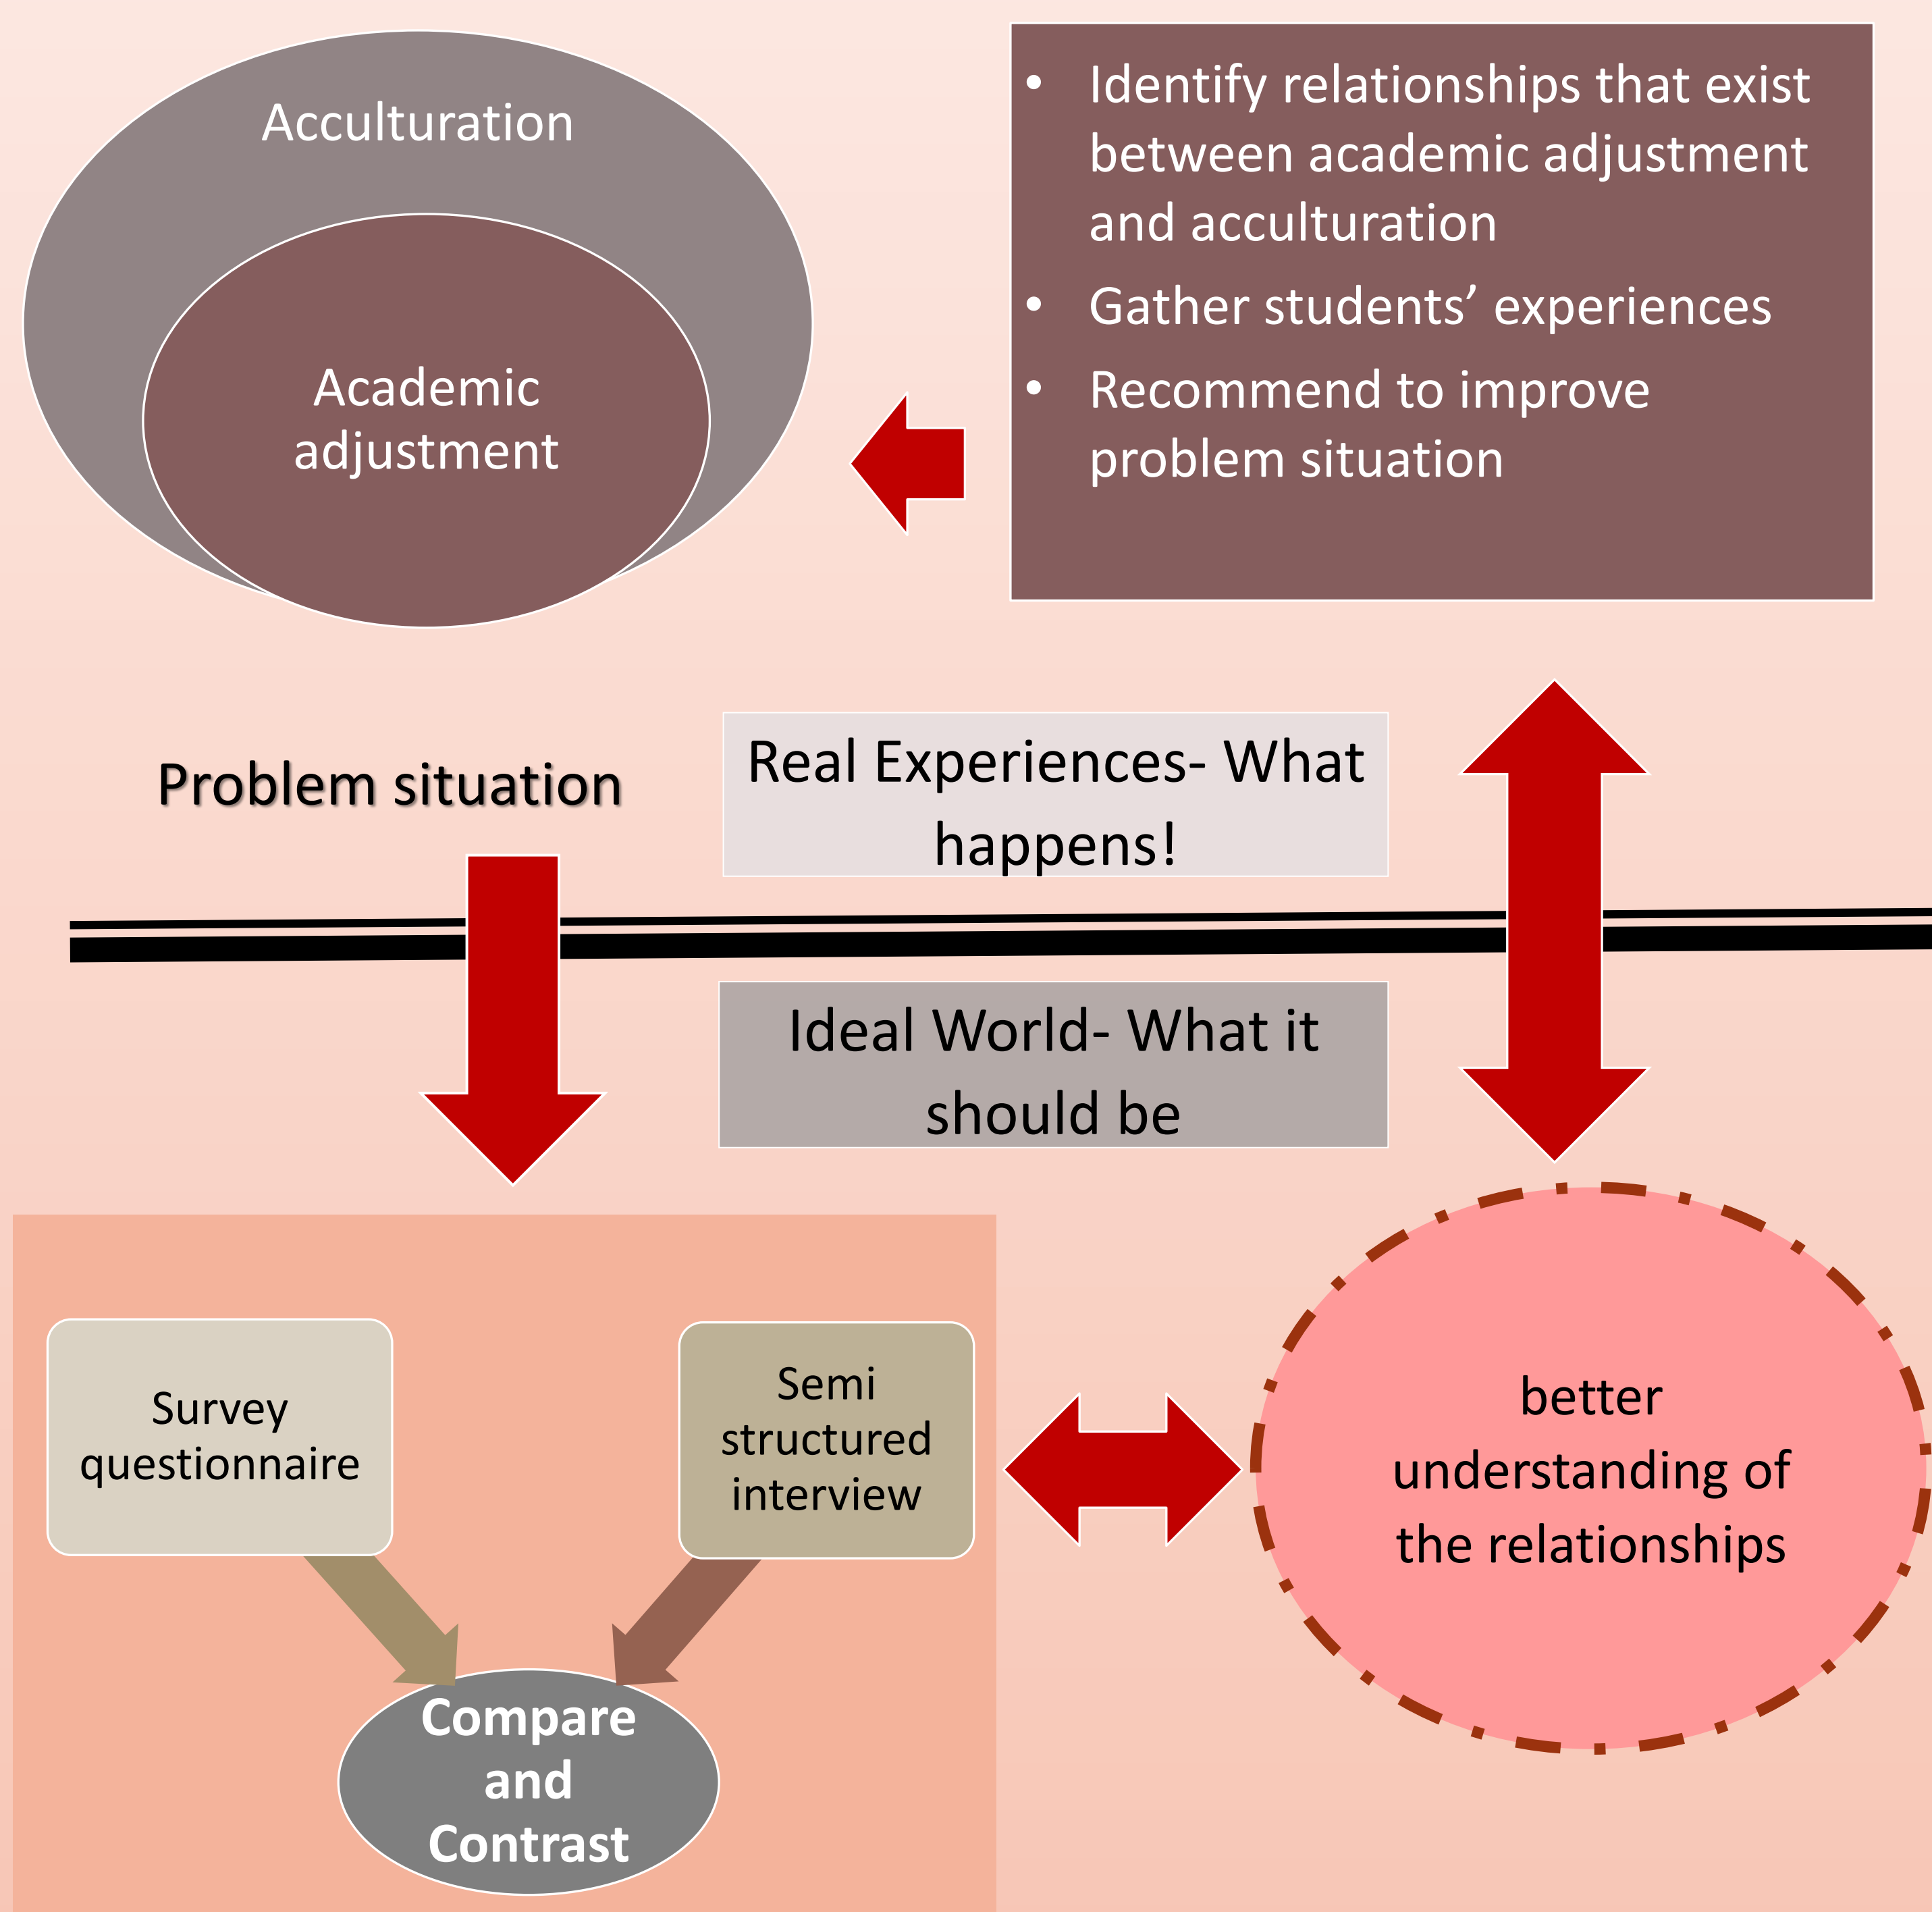 Acculturation
Academic
adjustment
• Identify relationships that exist
between academic adjustment
and acculturation
• Gather students’ experiences
• Recommend to improve
problem situation
Problem situation
Real Experiences- What
happens!
Ideal World- What it
should be
Survey
questionnaire
Semi
structured
interview
Compare
and
Contrast
better
understanding of
the relationships